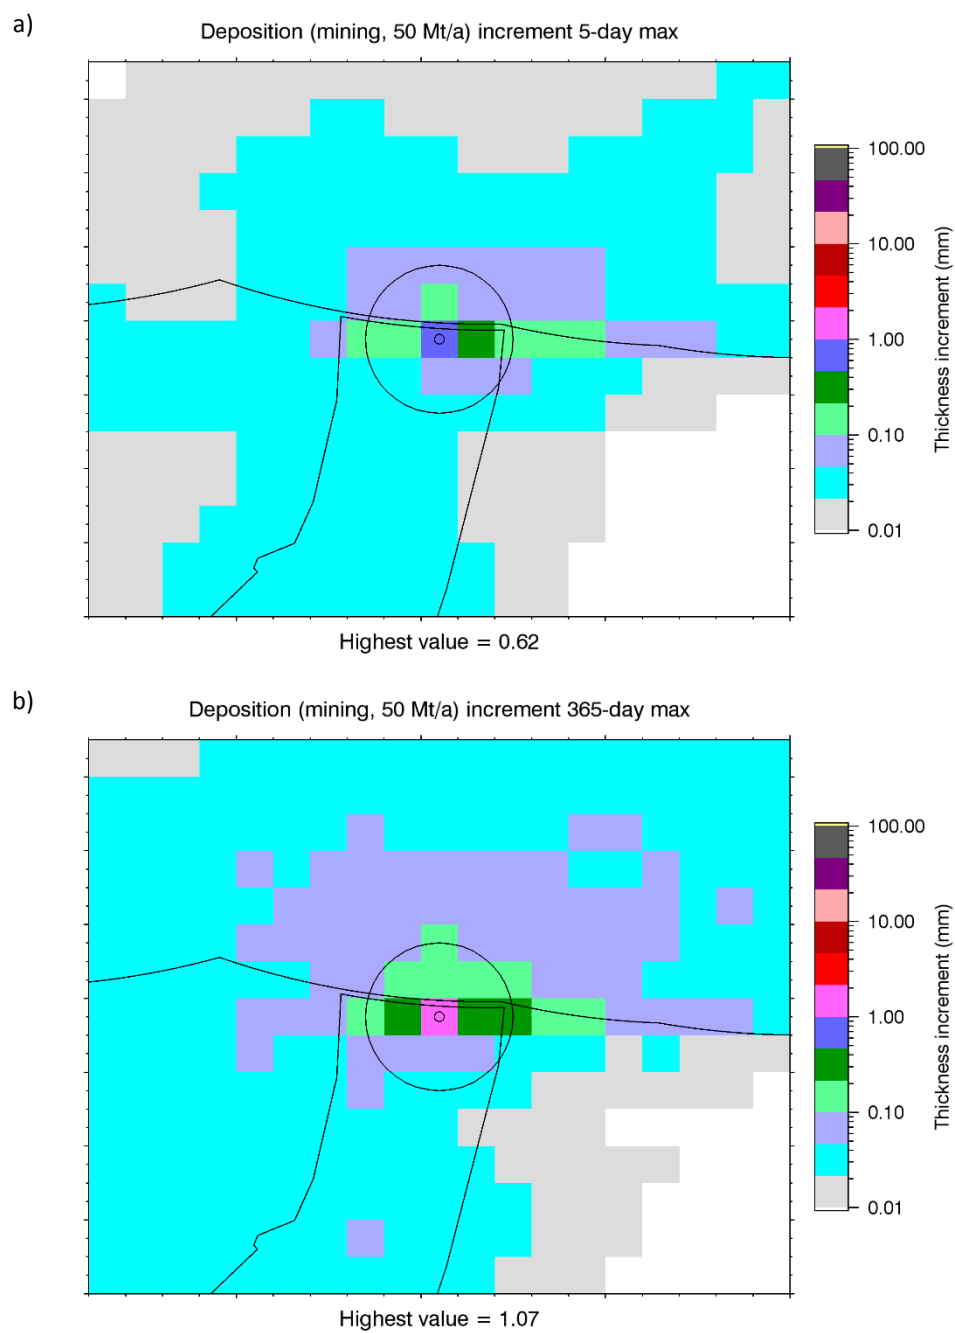 a)
Deposition (mining, 50 Mt/a) increment 5-day max
100.00
10.00
1.00
0.10
0.01
Thickness increment (mm)
Highest value = 0.62
b)
Deposition (mining, 50 Mt/a) increment 365-day max
100.00
10.00
1.00
0.10
0.01
Thickness increment (mm)
Highest value = 1.07